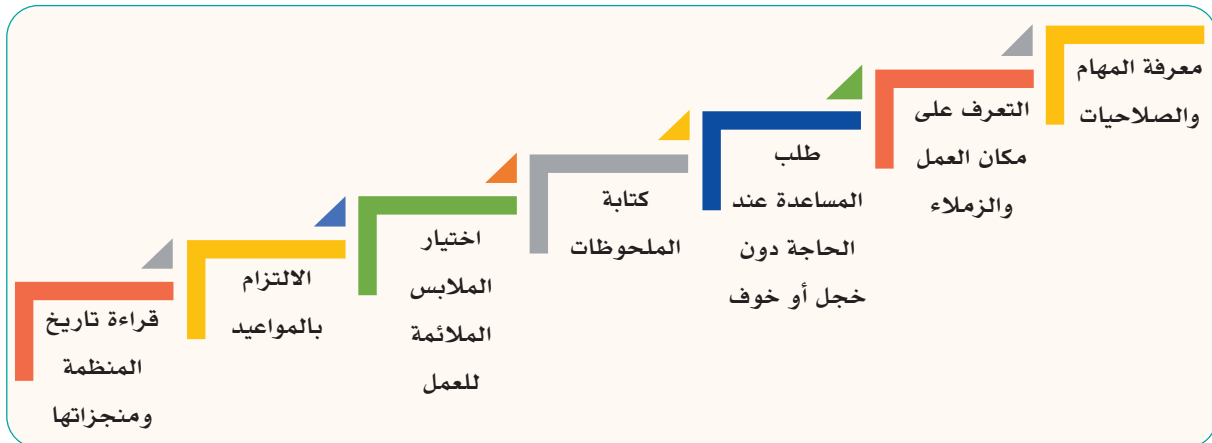 معرفة المهام
والصلاحيات
التعرف على
مكان العمل
والزملاء
طلب
المساعدة عند
الحاجة دون
خجل أو خوف
كتابة
الملحوظات
اختيار
الملابس
الملائمة
للعمل
الالتزام
بالمواعيد
قراءة تاريخ
المنظمة
ومنجزاتها